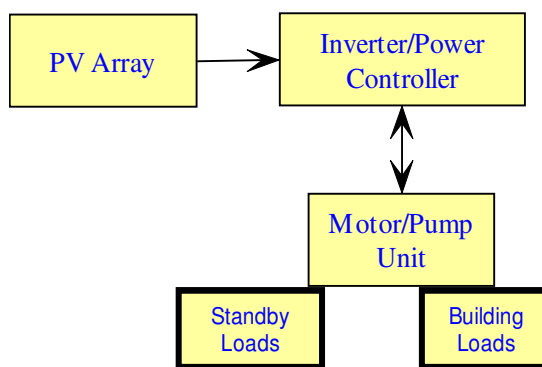 PV Array
Inverter/Power
Controller
Motor/Pump
Unit
Standby
Loads
Building
Loads